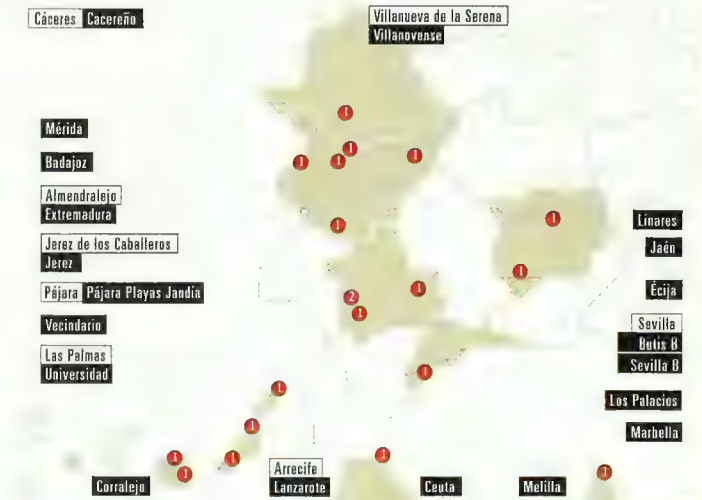 Cáceres Cacereño
Villanueva de la Serena
Villanovense
Mérida
Badajoz
Almendralejo
Extremadura
Jerez de los Caballeros
Jerez
Pájara Pájara Playas Jandía
Vecindario
Las Palmas
Universidad
1
1
1
1
1
1
1
1
2
1
1
1
1
1
1
1
1
1
Linares
Jaén
Écija
Sevilla
Betis B
Sevilla B
Los Palacios
Marbella
Corralejo
Arrecife
Lanzarote
Ceuta
Melilla